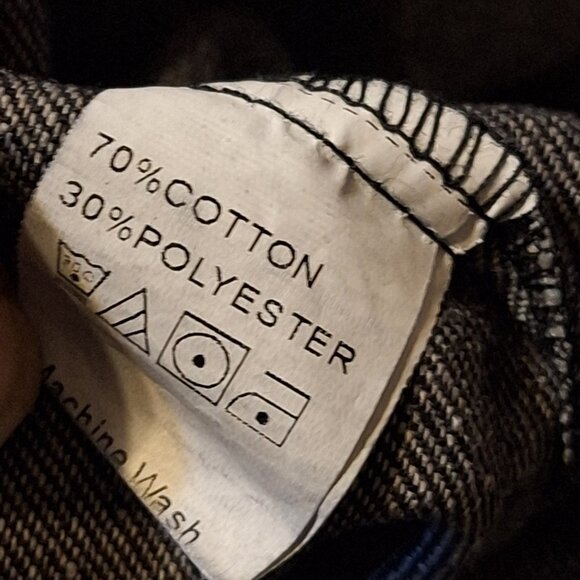 70%COTTON
30%POLYESTER
Machine Wash